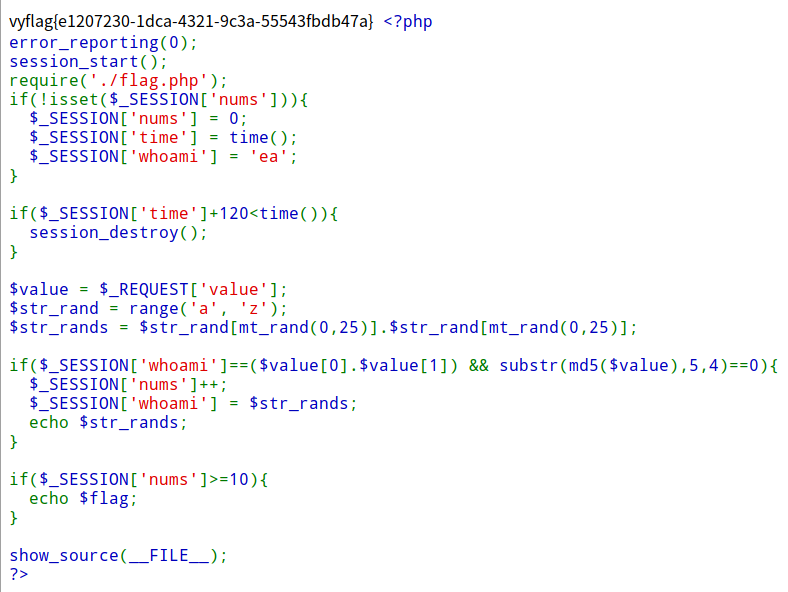 vyflag{e1207230-1dca-4321-9c3a-55543fbdb47a} <?php
error_reporting(0);
session_start();
require('./flag.php');
if(!isset($_SESSION['nums'])){
  $_SESSION['nums'] = 0;
  $_SESSION['time'] = time();
  $_SESSION['whoami'] = 'ea';
}

if($_SESSION['time']+120<time()){
  session_destroy();
}

$value = $_REQUEST['value'];
$str_rand = range('a', 'z');
$str_rands = $str_rand[mt_rand(0,25)].$str_rand[mt_rand(0,25)];

if($_SESSION['whoami']==($value[0].$value[1]) && substr(md5($value),5,4)==0){
  $_SESSION['nums']++;
  $_SESSION['whoami'] = $str_rands;
  echo $str_rands;
}

if($_SESSION['nums']>=10){
  echo $flag;
}

show_source(__FILE__);
?>